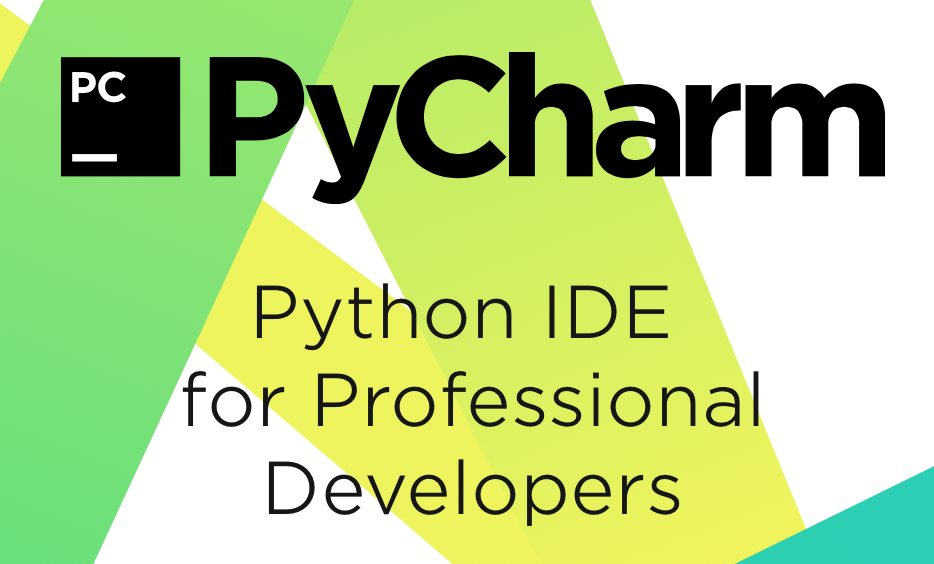 PC
PyCharm
Python IDE
for Professional
Developers